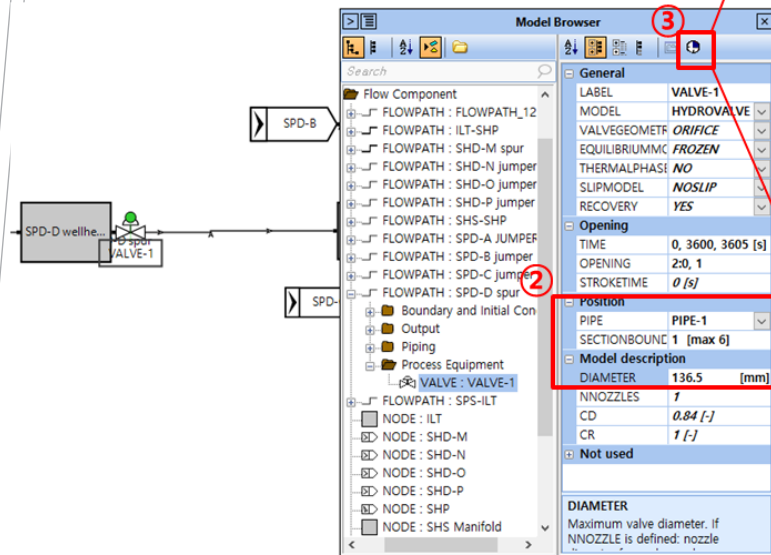 SPD-B
SPD-D wellhe...
D spur
VALVE-1
SPD-
Model Browser
③
Search
Flow Component
FLOWPATH : FLOWPATH_12
FLOWPATH : ILT-SHP
FLOWPATH : SHD-M spur
FLOWPATH : SHD-N jumper
FLOWPATH : SHD-O jumper
FLOWPATH : SHD-P jumper
FLOWPATH : SHS-SHP
FLOWPATH : SPD-A JUMPER
FLOWPATH : SPD-B jumper
FLOWPATH : SPD-C jumper
②
FLOWPATH : SPD-D spur
Boundary and Initial Con
Output
Piping
Process Equipment
VALVE : VALVE-1
FLOWPATH : SPS-ILT
NODE : ILT
NODE : SHD-M
NODE : SHD-N
NODE : SHD-O
NODE : SHD-P
NODE : SHP
NODE : SHS Manifold
General
LABEL VALVE-1
MODEL HYDROVALVE
VALVEGEOMETR ORIFICE
EQUILIBRIUMMO FROZEN
THERMALPHASE NO
SLIPMODEL NOSLIP
RECOVERY YES
Opening
TIME 0, 3600, 3605 [s]
OPENING 2:0, 1
STROKETIME 0 [s]
Position
PIPE PIPE-1
SECTIONBOUND 1 [max 6]
Model description
DIAMETER 136.5 [mm]
NNOZZLES 1
CD 0.84 [-]
CR 1 [-]
Not used
DIAMETER
Maximum valve diameter. If
NNOZZLE is defined: nozzle